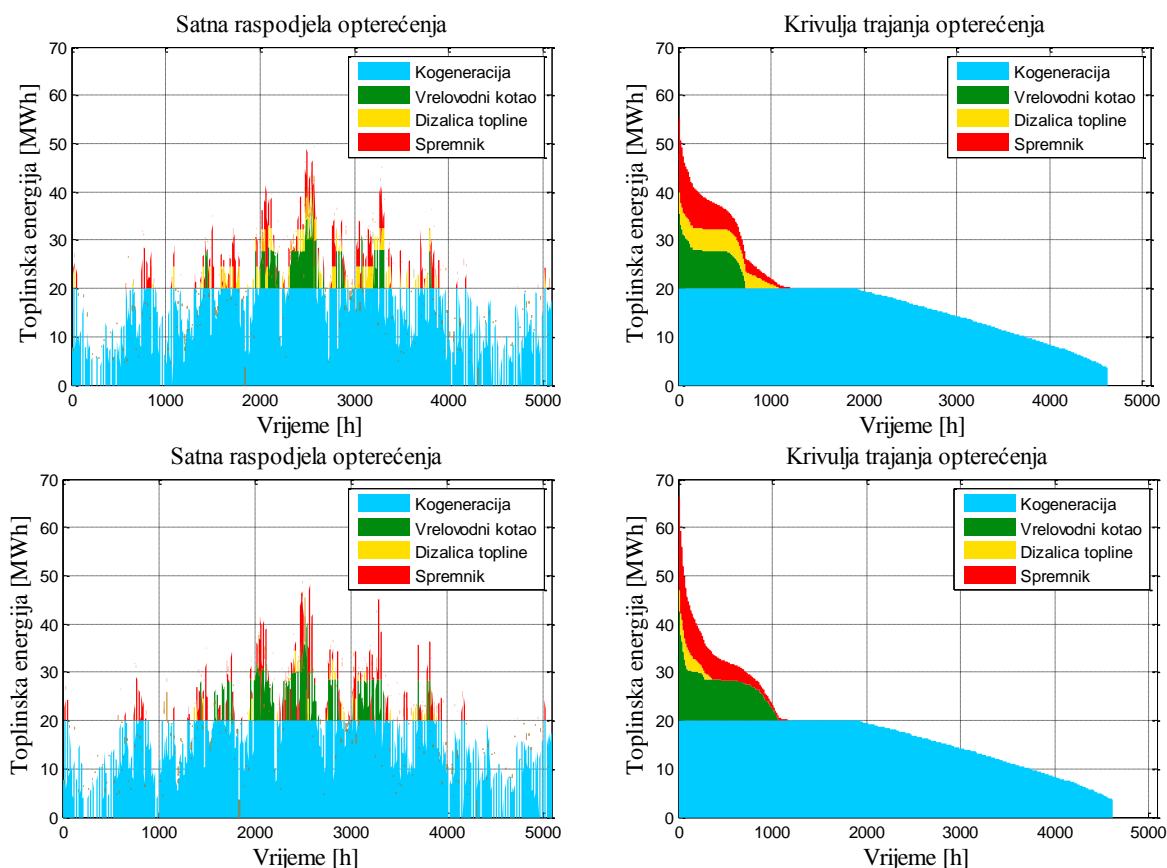 Satna raspodjela opterećenja
Toplinska energija [MWh]
70
60
50
40
30
20
10
0
Kogeneracija
Vrelovodni kotao
Dizalica topline
Spremnik
0 1000 2000 3000 4000 5000
Vrijeme [h]
Krivulja trajanja opterećenja
Toplinska energija [MWh]
70
60
50
40
30
20
10
0
Kogeneracija
Vrelovodni kotao
Dizalica topline
Spremnik
0 1000 2000 3000 4000 5000
Vrijeme [h]
Satna raspodjela opterećenja
Toplinska energija [MWh]
70
60
50
40
30
20
10
0
Kogeneracija
Vrelovodni kotao
Dizalica topline
Spremnik
0 1000 2000 3000 4000 5000
Vrijeme [h]
Krivulja trajanja opterećenja
Toplinska energija [MWh]
70
60
50
40
30
20
10
0
Kogeneracija
Vrelovodni kotao
Dizalica topline
Spremnik
0 1000 2000 3000 4000 5000
Vrijeme [h]